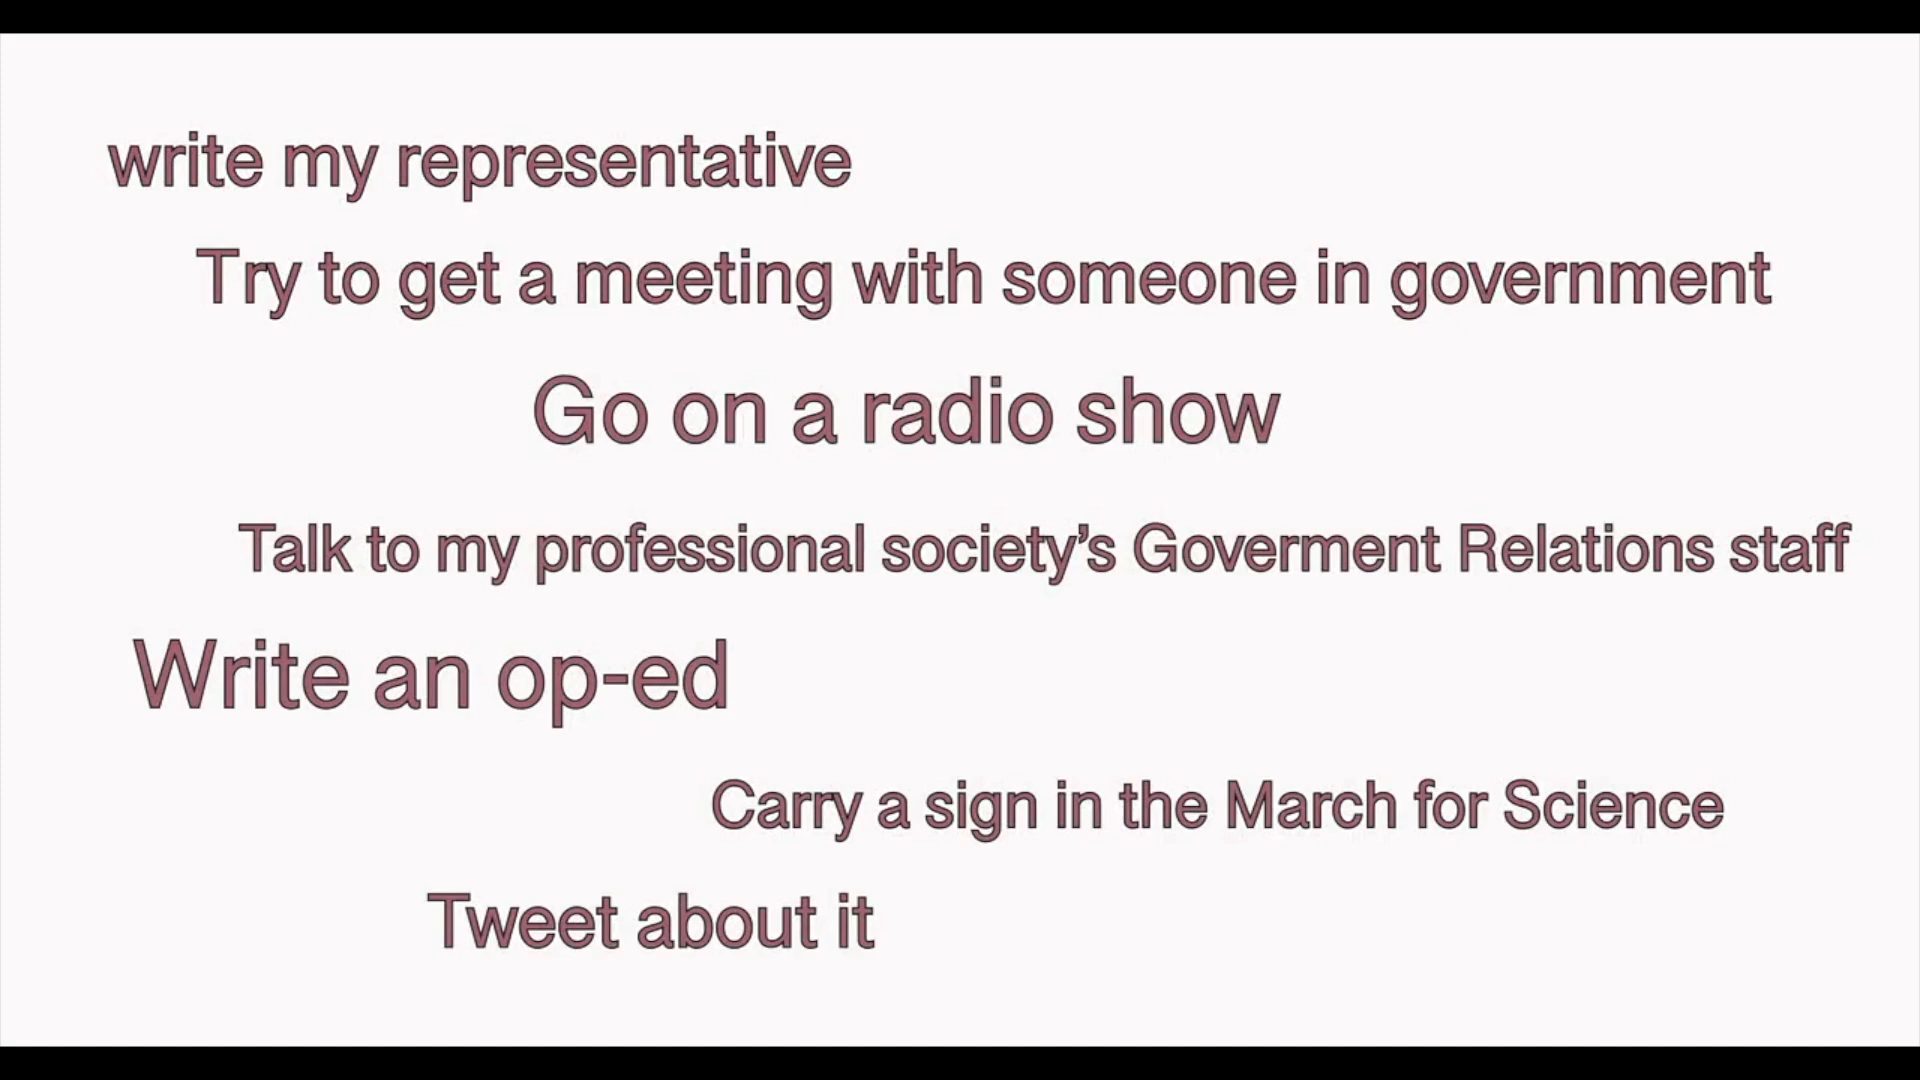 write my representative
Try to get a meeting with someone in government
Go on a radio show
Talk to my professional society’s Goverment Relations staff
Write an op-ed
Carry a sign in the March for Science
Tweet about it